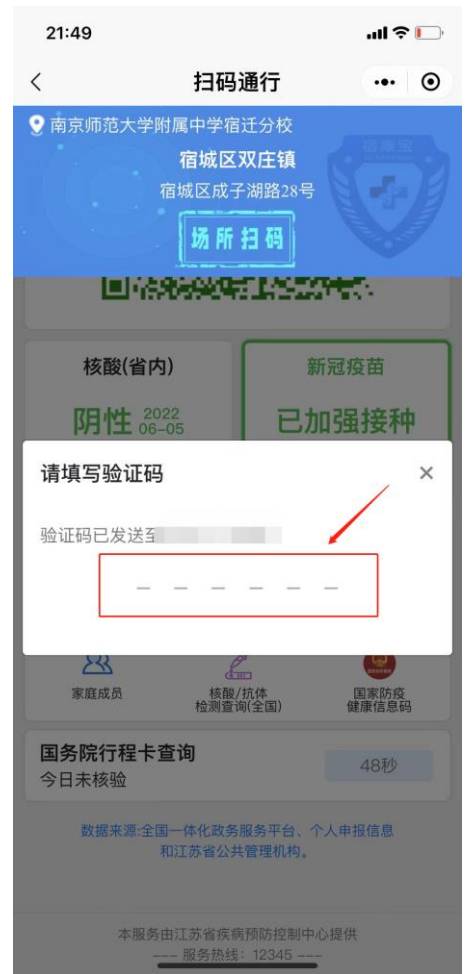 21:49
扫码通行
南京师范大学附属中学宿迁分校
宿康宝
宿城区双庄镇
宿城区成子湖路28号
场所扫码
核酸(省内)
新冠疫苗
阴性 2022
06-05
已加强接种
请填写验证码
×
验证码已发送至
— — — — — —
家庭成员
核酸/抗体
检测查询(全国)
国家防疫
健康信息码
国务院行程卡查询
今日未核验
48秒
数据来源:全国一体化政务服务平台、个人申报信息
和江苏省公共管理机构。
本服务由江苏省疾病预防控制中心提供
--- 服务热线: 12345 ---